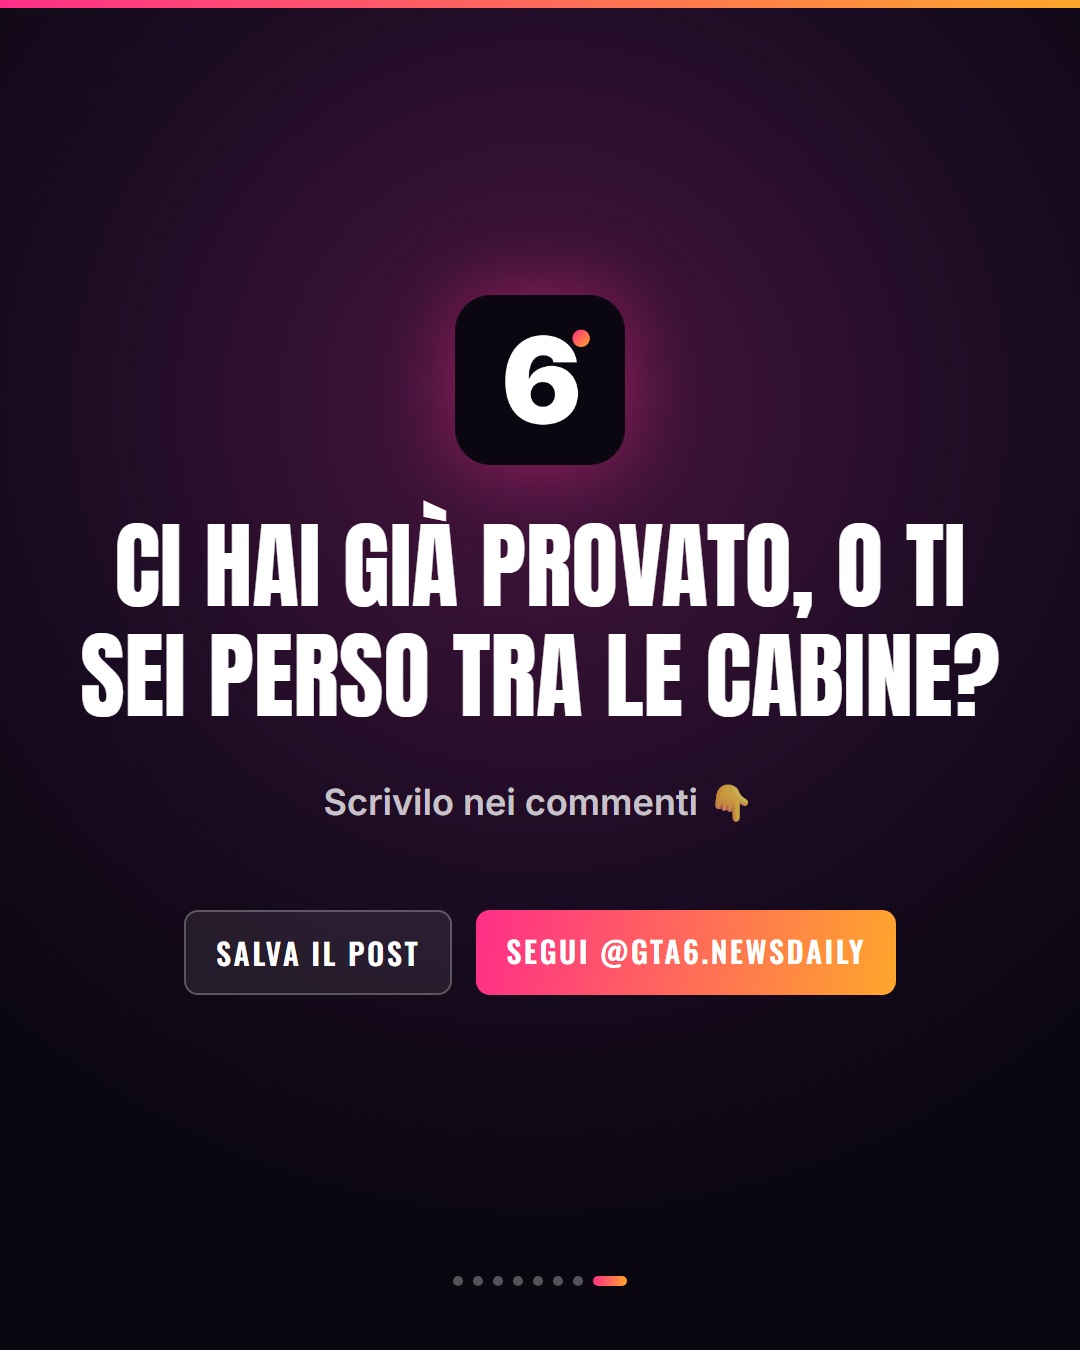 6
CI HAI GIÀ PROVATO, O TI
SEI PERSO TRA LE CABINE?
Scrivilo nei commenti 👇
SALVA IL POST
SEGUI @GTA6.NEWSDAILY